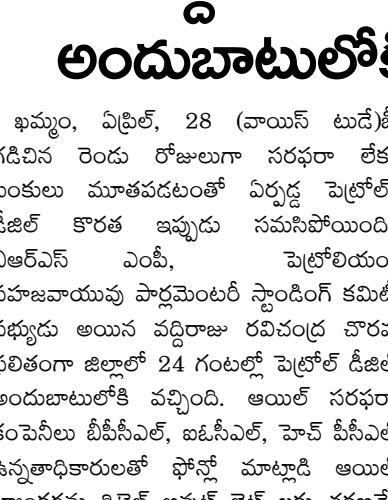 అందుబాటులోకి
ఖమ్మం, ఏప్రిల్, 28 (వాయిస్ టుడే):
గడిచిన రెండు రోజులుగా సరఫరా లేక
బంకులు మూతపడటంతో ఏర్పడ్డ పెట్రోల్
డీజిల్ కొరత ఇప్పుడు సమసిపోయింది
బీఆర్ఎస్ ఎంపీ, పెట్రోలియం
సహజవాయువు పార్లమెంటరీ స్టాండింగ్ కమిటీ
సభ్యుడు అయిన వద్దిరాజు రవిచంద్ర చొరవ
ఫలితంగా జిల్లాలో 24 గంటల్లో పెట్రోల్ డీజిల్
అందుబాటులోకి వచ్చింది. ఆయిల్ సరఫరా
కంపెనీలు బీపీసీఎల్, ఐఓసీఎల్, హెచ్ పీసీఎల్
ఉన్నతాధికారులతో ఫోన్లో మాట్లాడి ఆయిల్